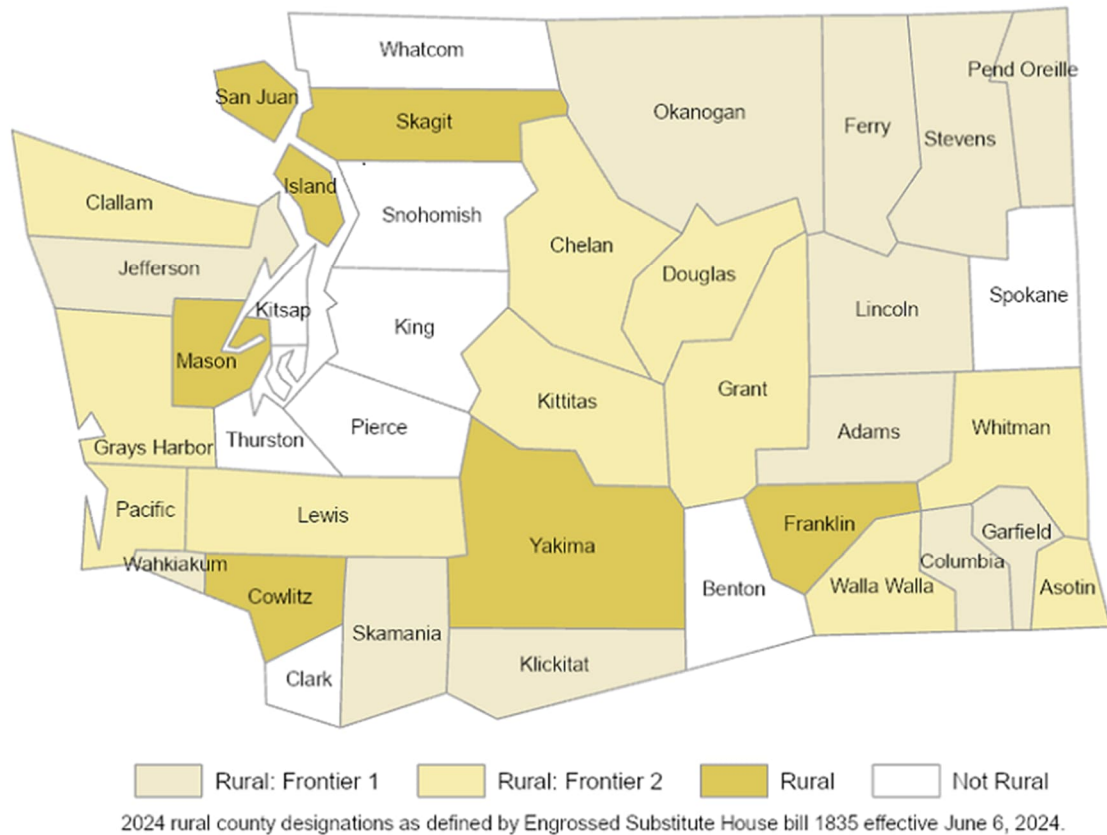 Whatcom
San Juan
Skagit
Okanogan
Ferry
Stevens
Pend Oreille
Island
Clallam
Snohomish
Chelan
Jefferson
Douglas
Kitsap
King
Lincoln
Spokane
Mason
Grant
Kittitas
Grays Harbor
Thurston
Pierce
Adams
Whitman
Pacific
Lewis
Yakima
Franklin
Garfield
Wahkiakum
Cowlitz
Benton
Columbia
Walla Walla
Asotin
Skamania
Klickitat
Clark
Rural: Frontier 1
Rural: Frontier 2
Rural
Not Rural
2024 rural county designations as defined by Engrossed Substitute House bill 1835 effective June 6, 2024.